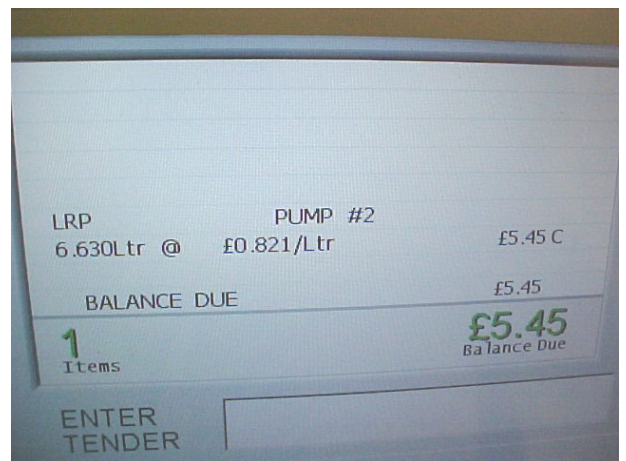 LRP PUMP #2
6.630Ltr @ £0.821/Ltr £5.45 C
BALANCE DUE £5.45
1 £5.45
Items Balance Due
ENTER
TENDER